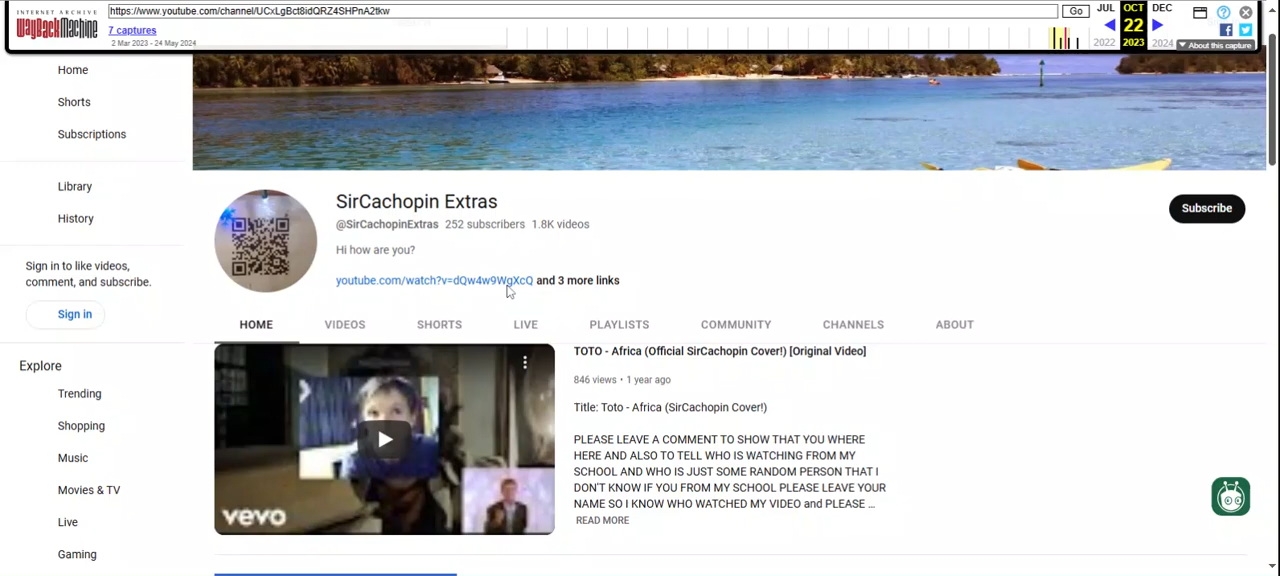 INTERNET ARCHIVE
WayBackMachine
https://www.youtube.com/channel/UCxLgBct8idQRZ4SHPnA2tkw
Go
JUL
OCT
DEC
7 captures
22
2 Mar 2023 - 24 May 2024
2022
2023
2024
About this capture
Home
Shorts
Subscriptions
Library
History
Sign in to like videos,
comment, and subscribe.
Sign in
Explore
Trending
Shopping
Music
Movies & TV
Live
Gaming
SirCachopin Extras
@SirCachopinExtras 252 subscribers 1.8K videos
Hi how are you?
youtube.com/watch?v=dQw4w9WgXcQ and 3 more links
Subscribe
HOME
VIDEOS
SHORTS
LIVE
PLAYLISTS
COMMUNITY
CHANNELS
ABOUT
vevo
TOTO - Africa (Official SirCachopin Cover!) [Original Video]
846 views • 1 year ago
Title: Toto - Africa (SirCachopin Cover!)
PLEASE LEAVE A COMMENT TO SHOW THAT YOU WHERE
HERE AND ALSO TO TELL WHO IS WATCHING FROM MY
SCHOOL AND WHO IS JUST SOME RANDOM PERSON THAT I
DON'T KNOW IF YOU FROM MY SCHOOL PLEASE LEAVE YOUR
NAME SO I KNOW WHO WATCHED MY VIDEO and PLEASE ...
READ MORE